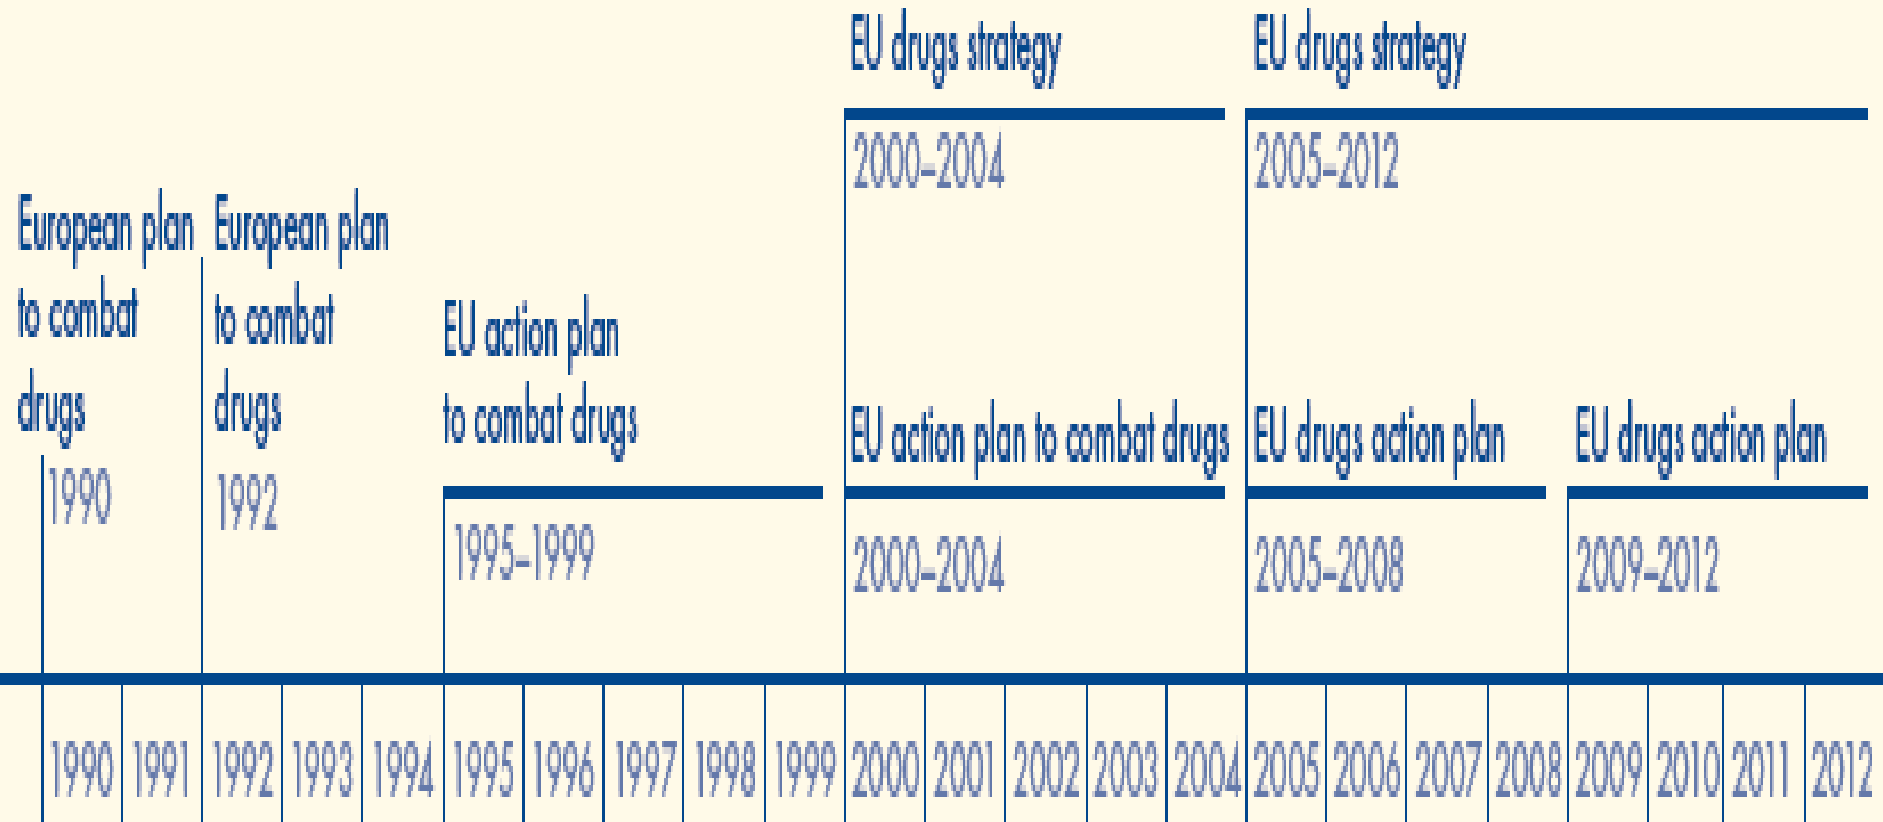 EU drugs strategy
2000–2004
EU drugs strategy
2005–2012
European plan
to combat
drugs
1990
European plan
to combat
drugs
1992
EU action plan
to combat drugs
1995–1999
EU action plan to combat drugs
2000–2004
EU drugs action plan
2005–2008
EU drugs action plan
2009–2012
1990 1991 1992 1993 1994 1995 1996 1997 1998 1999 2000 2001 2002 2003 2004 2005 2006 2007 2008 2009 2010 2011 2012